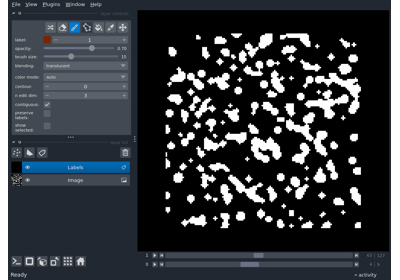 File View Plugins Window Help
label: 1
opacity: 0.70
brush size: 10
blending: translucent
color mode: auto
contour: 0
n edit dim: 3
contiguous:
preserve
labels:
show
selected:
Labels
Image
1
0
Ready
activity